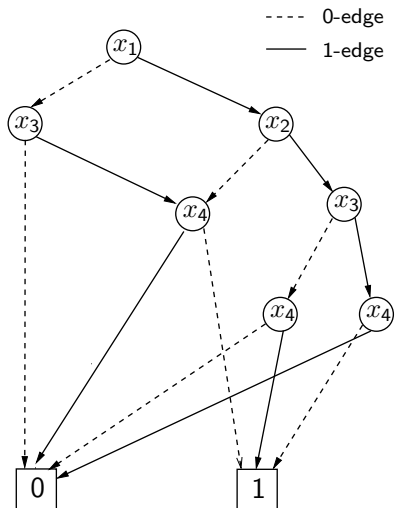 0-edge
1-edge
x₁
x₃ x₂
x₄ x₃
x₄ x₄
0 1